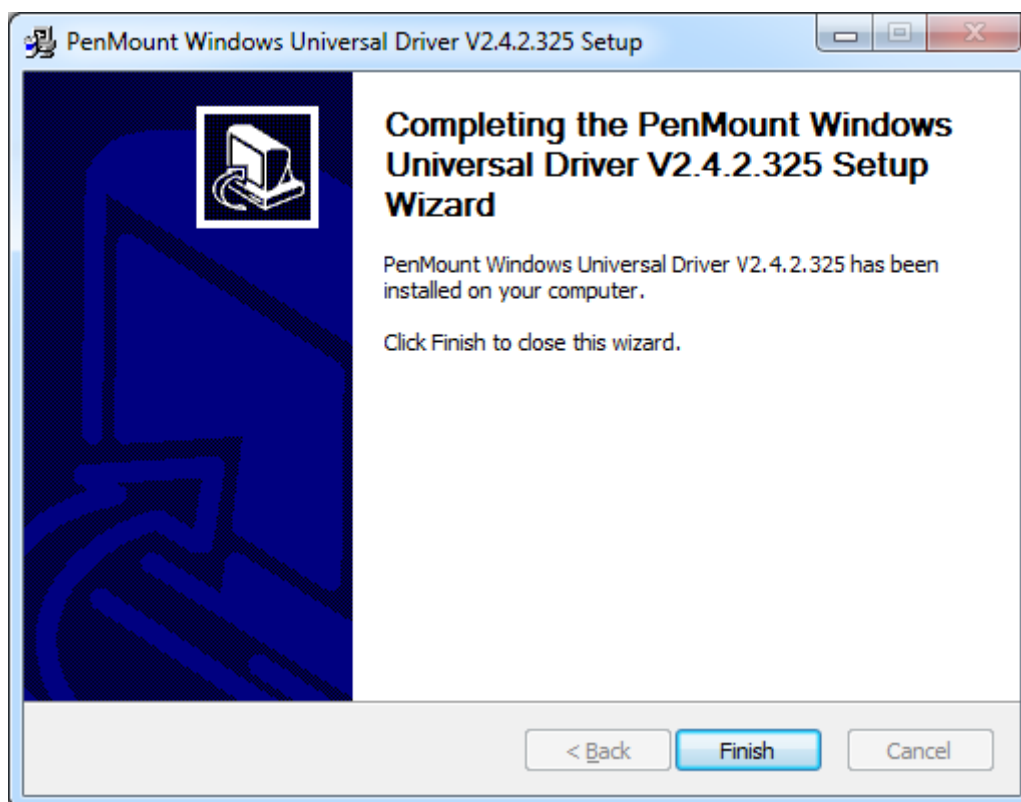 PenMount Windows Universal Driver V2.4.2.325 Setup
Completing the PenMount Windows
Universal Driver V2.4.2.325 Setup
Wizard
PenMount Windows Universal Driver V2.4.2.325 has been
installed on your computer.
Click Finish to close this wizard.
< Back
Finish
Cancel